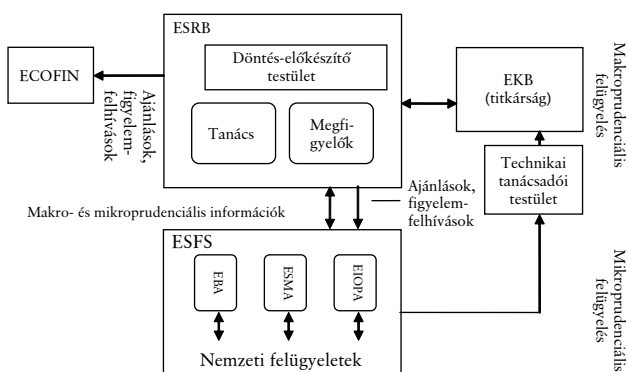 ESRB
Döntés-előkészítő
testület
Tanács
Megfi-
gyelők
ECOFIN
Ajánlások,
figyelem-
felhívások
EKB
(titkárság)
Makroprudenciális
felügyelés
Technikai
tanácsadói
testület
Makro- és mikroprudenciális információk
Ajánlások,
figyelem-
felhívások
ESFS
EBA
ESMA
EIOPA
Nemzeti felügyeletek
Mikroprudenciális
felügyelés